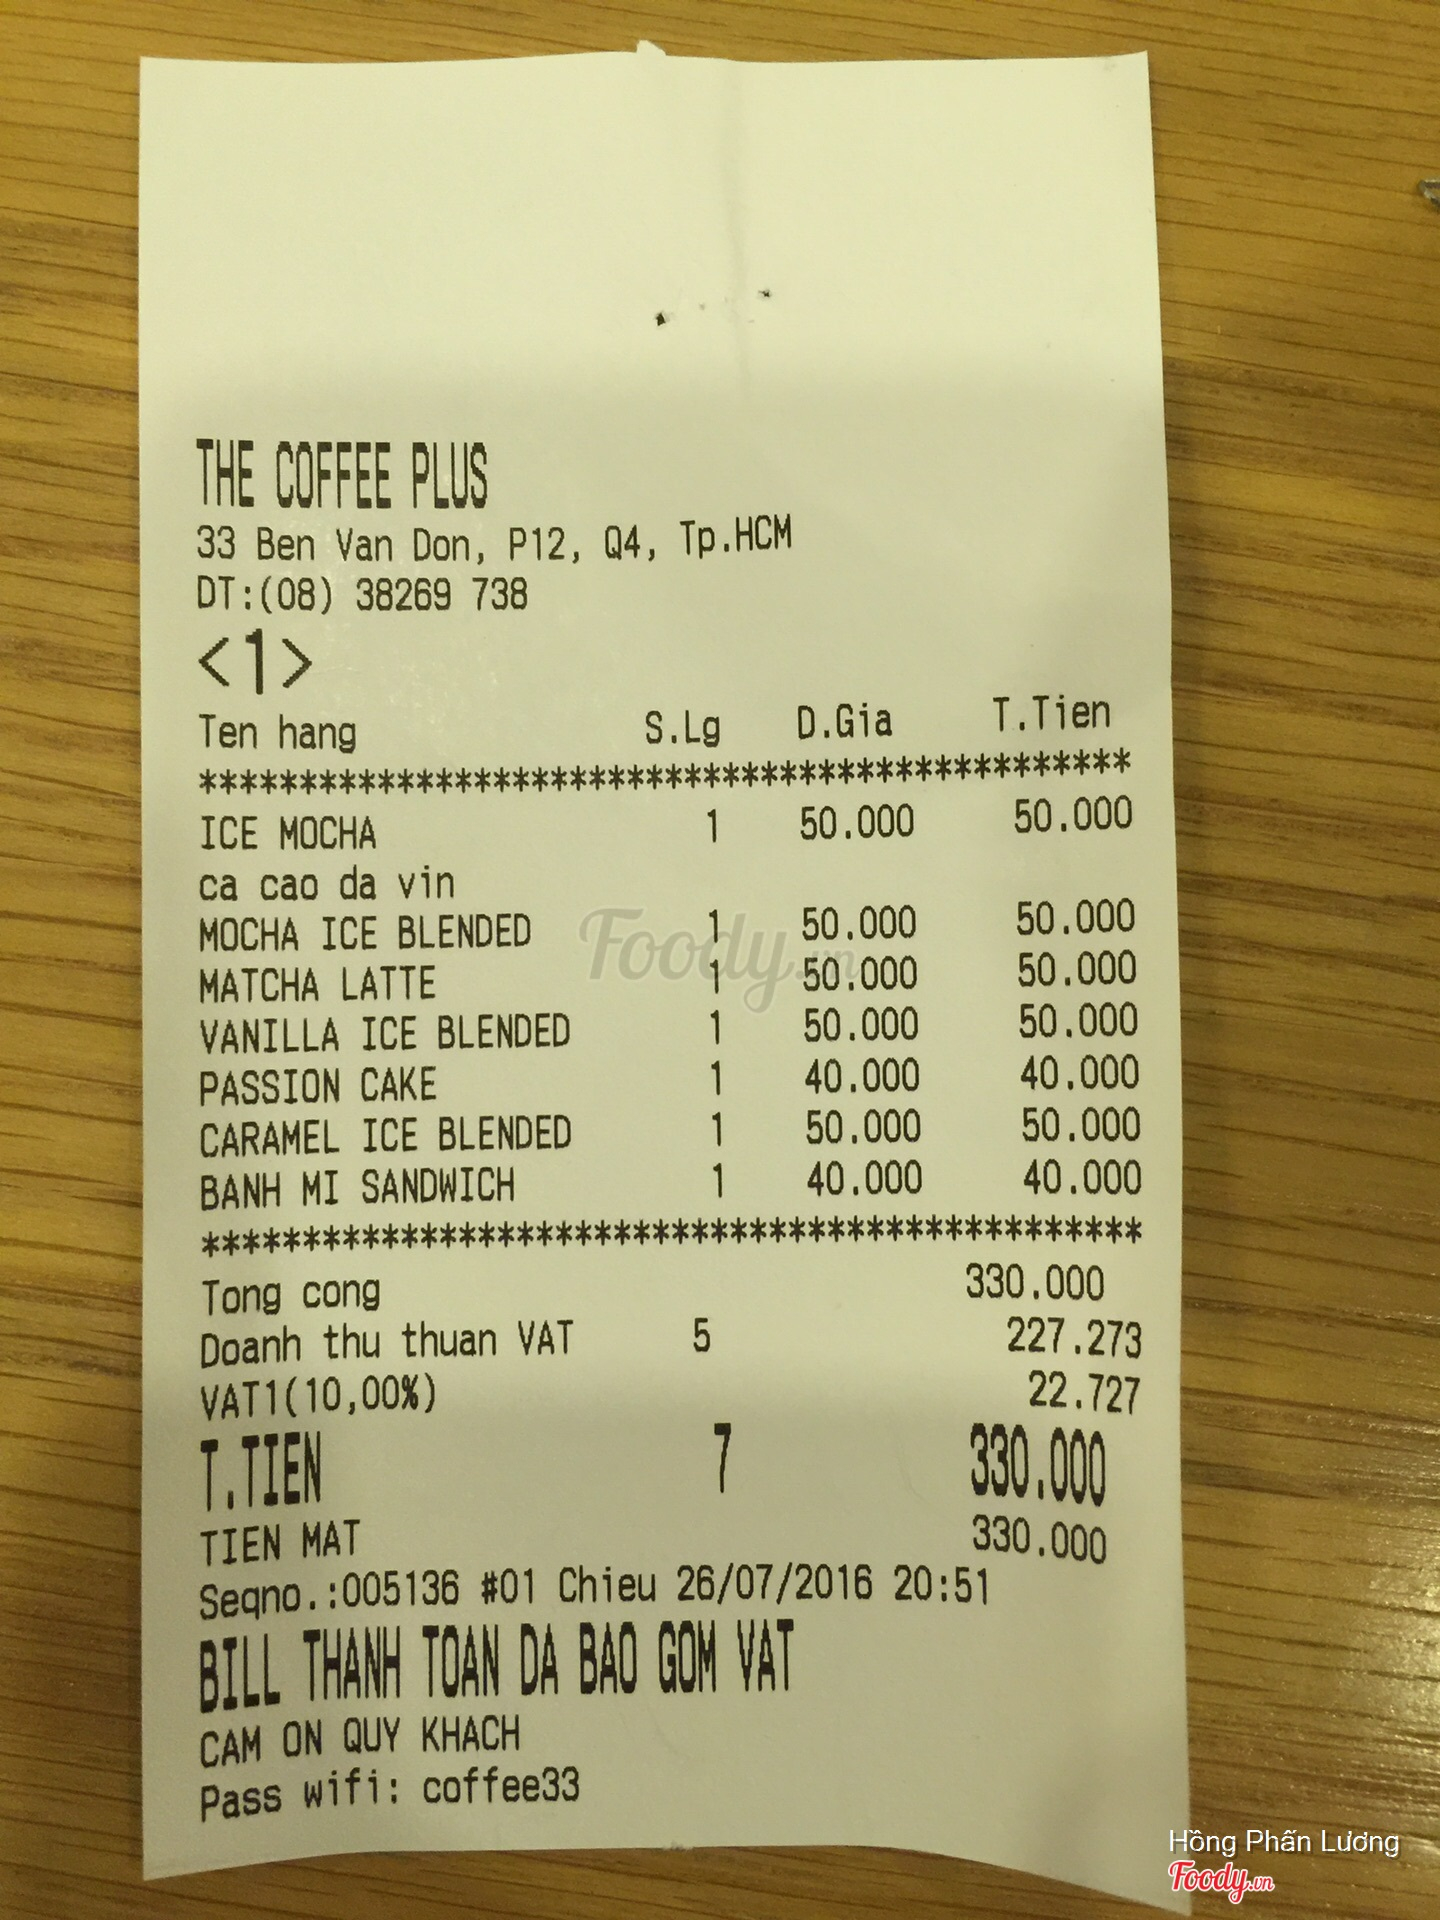 THE COFFEE PLUS
33 Ben Van Don, P12, Q4, Tp.HCM
DT:(08) 38269 738
<1>
Ten hang S.Lg D.Gia T.Tien
**********************************************
ICE MOCHA 1 50.000 50.000
ca cao da vin
MOCHA ICE BLENDED 1 50.000 50.000
MATCHA LATTE 1 50.000 50.000
VANILLA ICE BLENDED 1 50.000 50.000
PASSION CAKE 1 40.000 40.000
CARAMEL ICE BLENDED 1 50.000 50.000
BANH MI SANDWICH 1 40.000 40.000
**********************************************
Tong cong 330.000
Doanh thu thuan VAT 5 227.273
VAT1(10,00%) 22.727
T.TIEN 7 330.000
TIEN MAT 330.000
Seqno.:005136 #01 Chieu 26/07/2016 20:51
BILL THANH TOAN DA BAO GOM VAT
CAM ON QUY KHACH
Pass wifi: coffee33
Foody.vn
Hồng Phấn Lương
Foody.vn